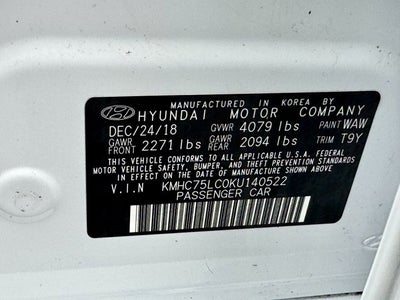 MANUFACTURED IN KOREA BY
HYUNDAI MOTOR COMPANY
DEC/24/18 GVWR 4079 lbs PAINT WAW
GAWR FRONT 2271 lbs GAWR REAR 2094 lbs TRIM T9Y
THIS VEHICLE CONFORMS TO ALL APPLICABLE U.S.A. FEDERAL
MOTOR VEHICLE SAFETY, BUMPER, AND THEFT PREVENTION
STANDARDS IN EFFECT ON THE DATE OF MANUFACTURE SHOWN ABOVE.
V.I.N KMHC75LC0KU140522
PASSENGER CAR